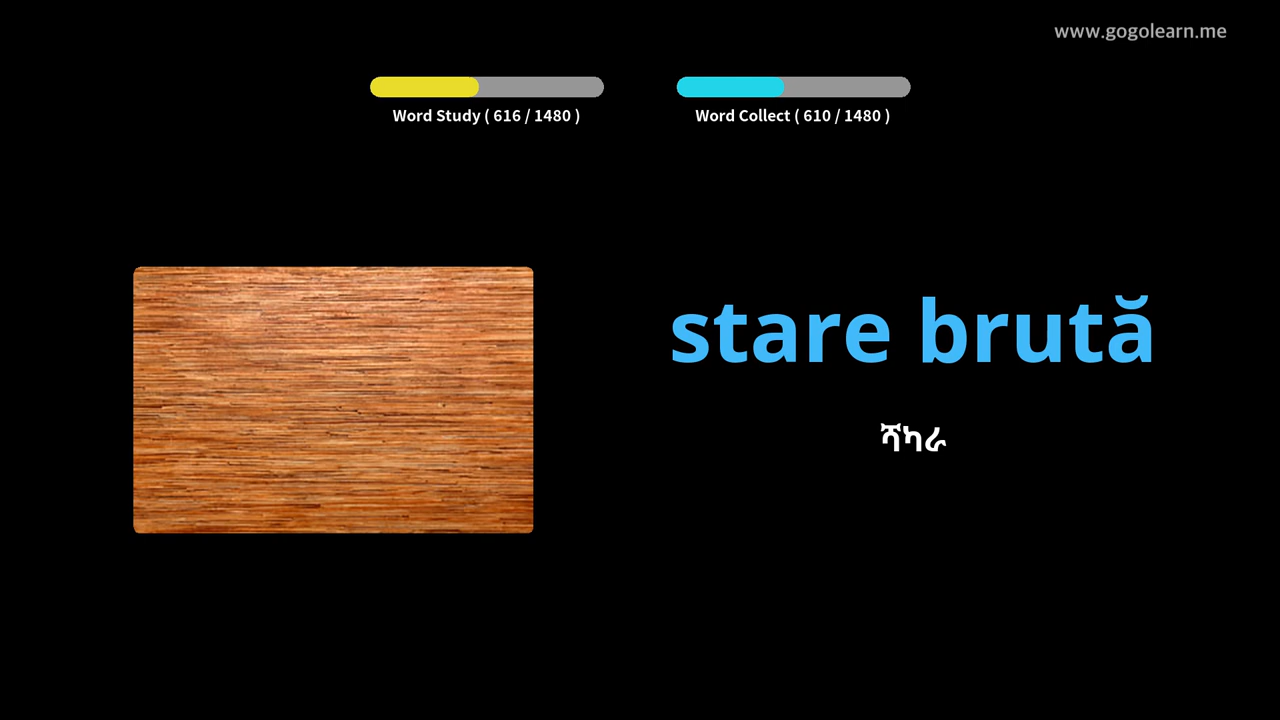 www.gogolearn.me
Word Study ( 616 / 1480 )
Word Collect ( 610 / 1480 )
stare brută
ሻካራ